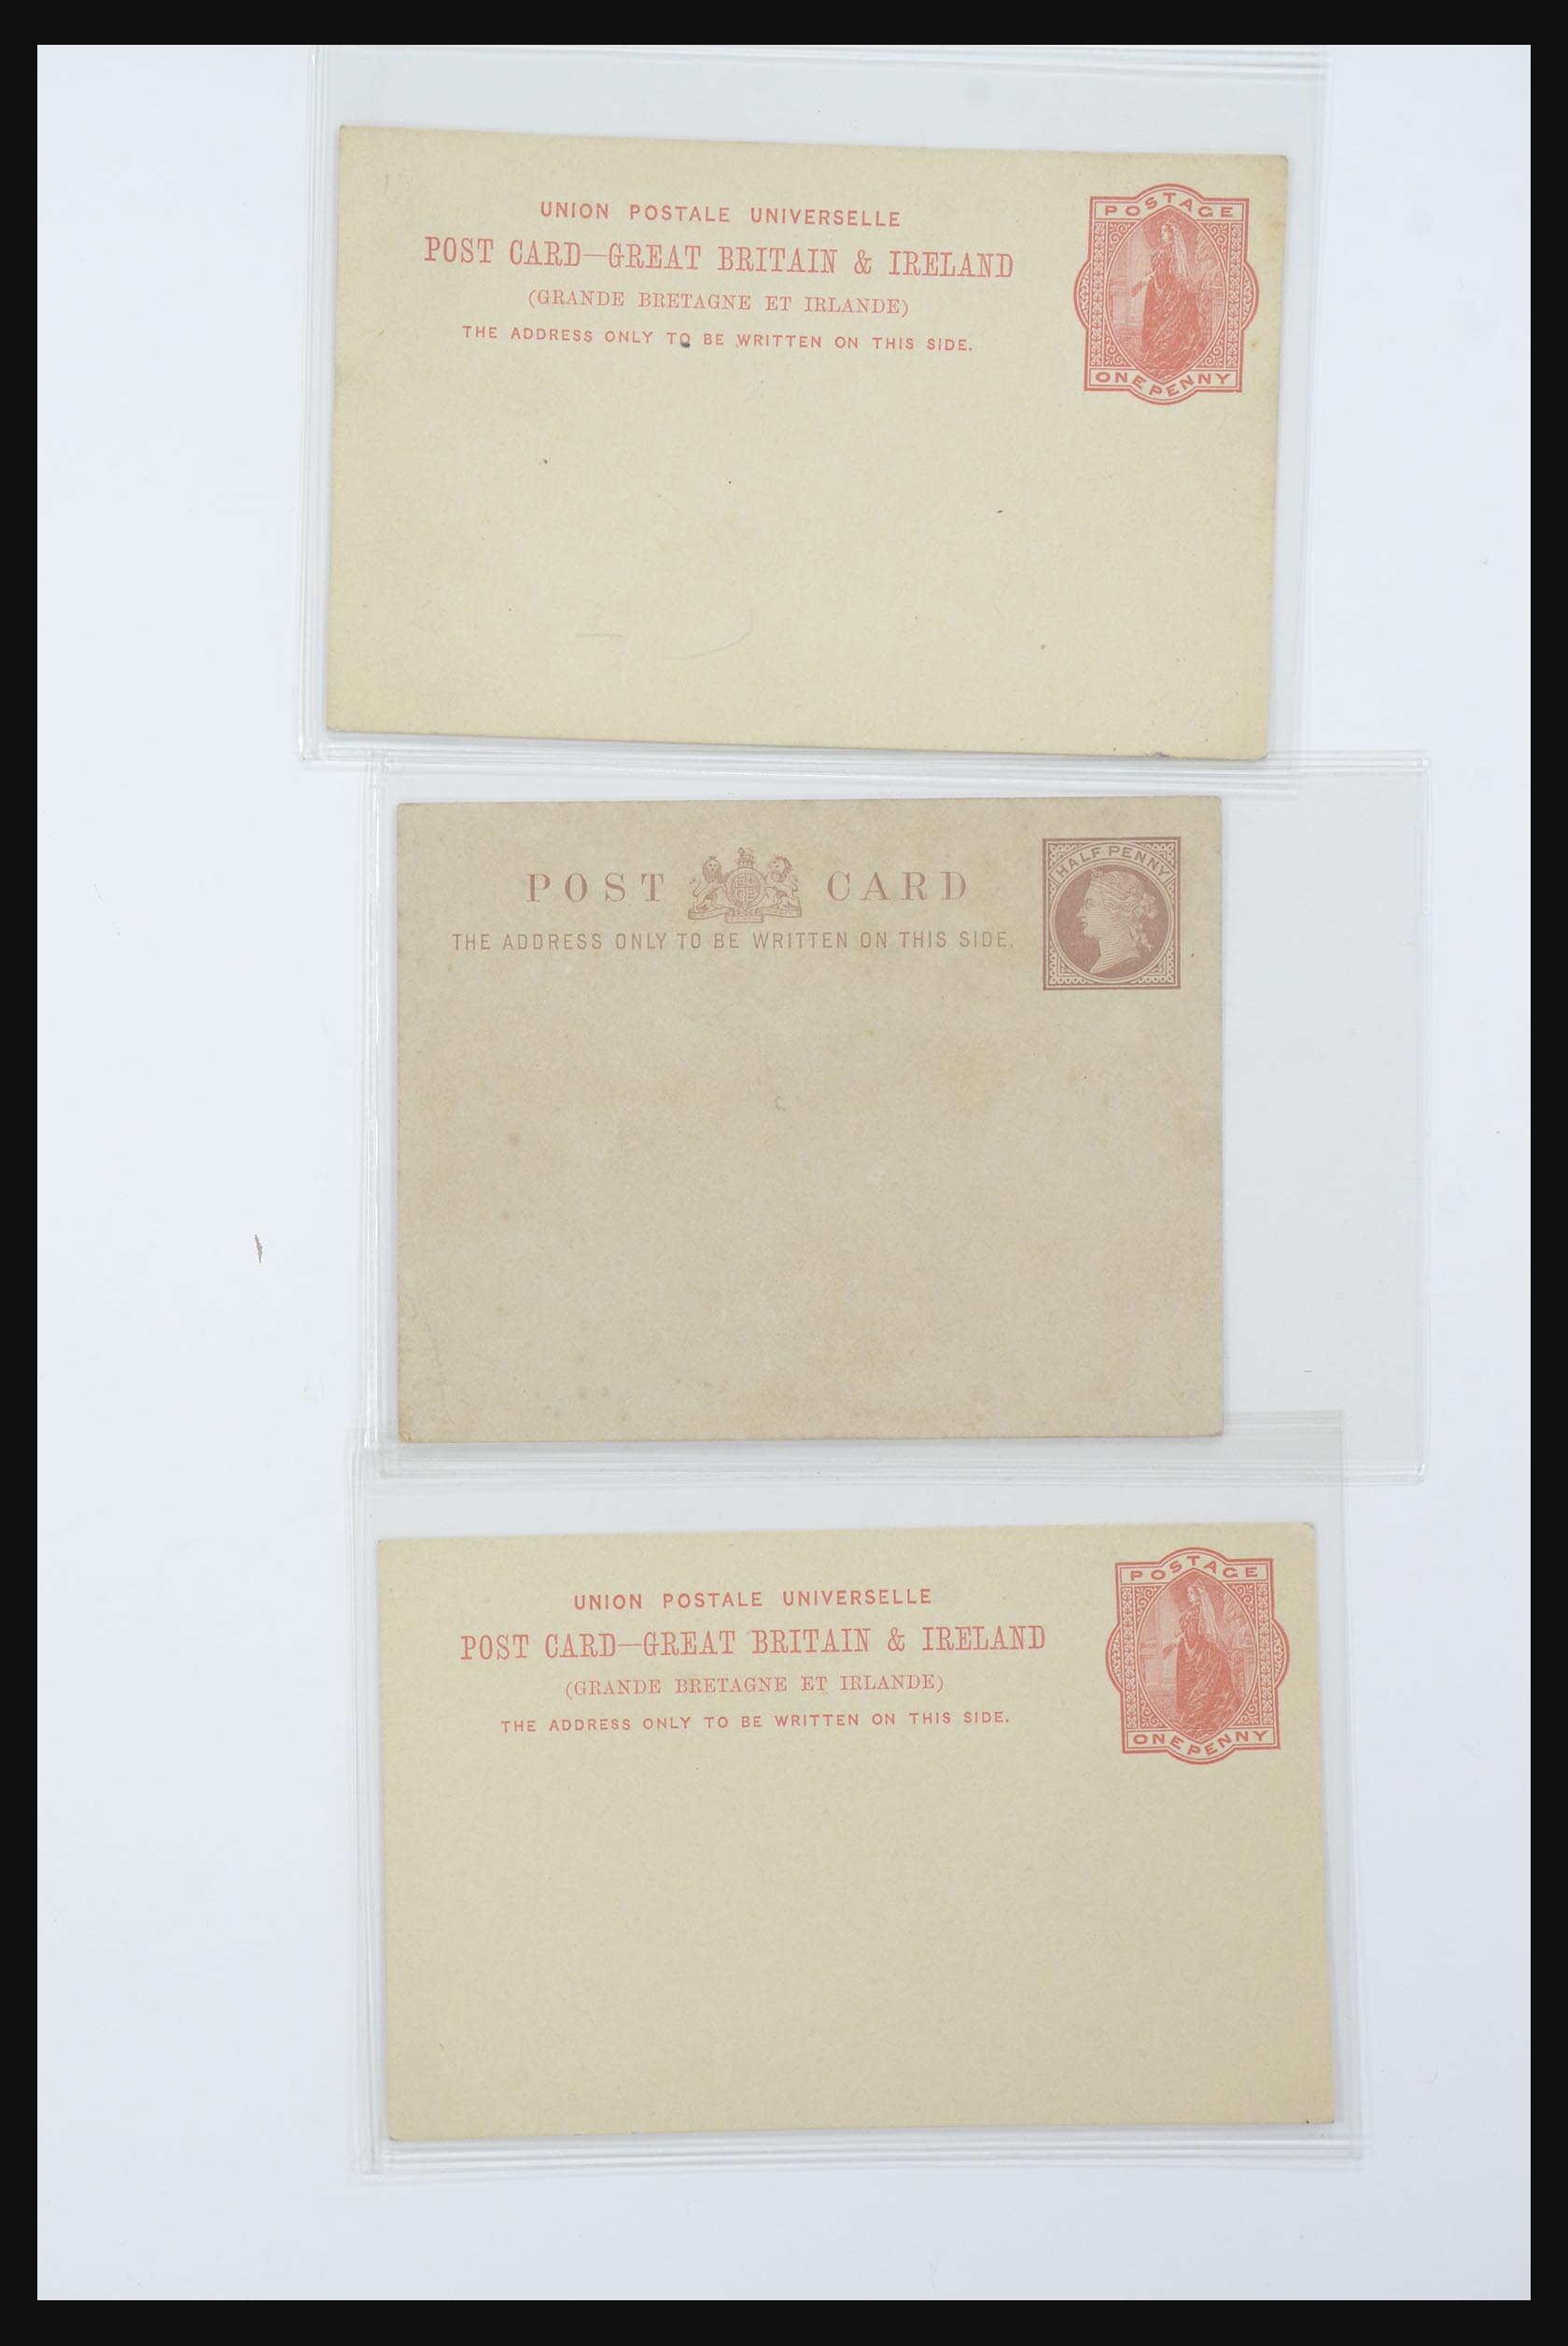 UNION POSTALE UNIVERSELLE
POST CARD—GREAT BRITAIN & IRELAND
(GRANDE BRETAGNE ET IRLANDE)
THE ADDRESS ONLY TO BE WRITTEN ON THIS SIDE.
POSTAGE
ONE PENNY
POST CARD
THE ADDRESS ONLY TO BE WRITTEN ON THIS SIDE.
HALFPENNY
UNION POSTALE UNIVERSELLE
POST CARD—GREAT BRITAIN & IRELAND
(GRANDE BRETAGNE ET IRLANDE)
THE ADDRESS ONLY TO BE WRITTEN ON THIS SIDE.
POSTAGE
ONE PENNY